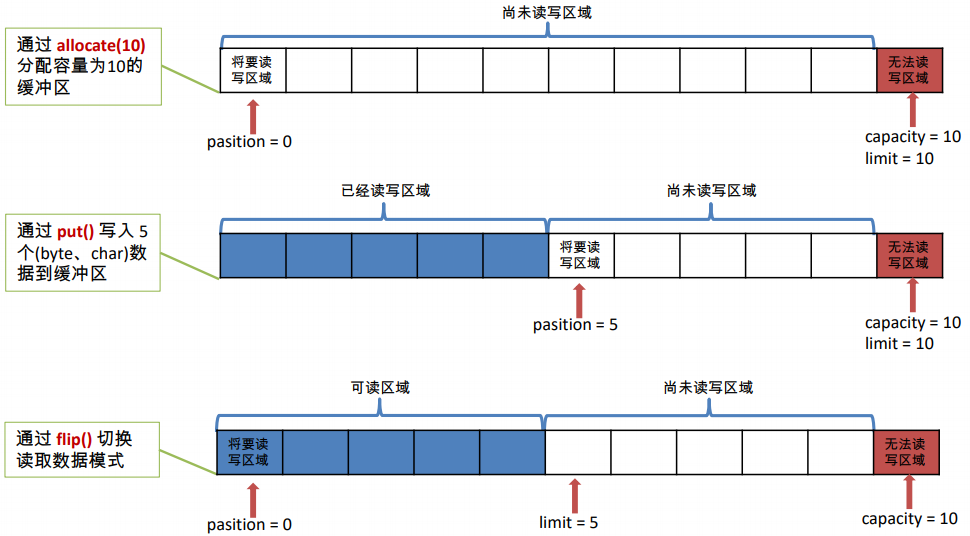 尚未读写区域
通过 allocate(10)
分配容量为10的
缓冲区
将要读
写区域
无法读
写区域
pasition = 0
capacity = 10
limit = 10
已经读写区域
尚未读写区域
通过 put() 写入 5
个(byte、char)数
据到缓冲区
将要读
写区域
无法读
写区域
pasition = 5
capacity = 10
limit = 10
可读区域
尚未读写区域
通过 flip() 切换
读取数据模式
将要读
写区域
无法读
写区域
pasition = 0
limit = 5
capacity = 10